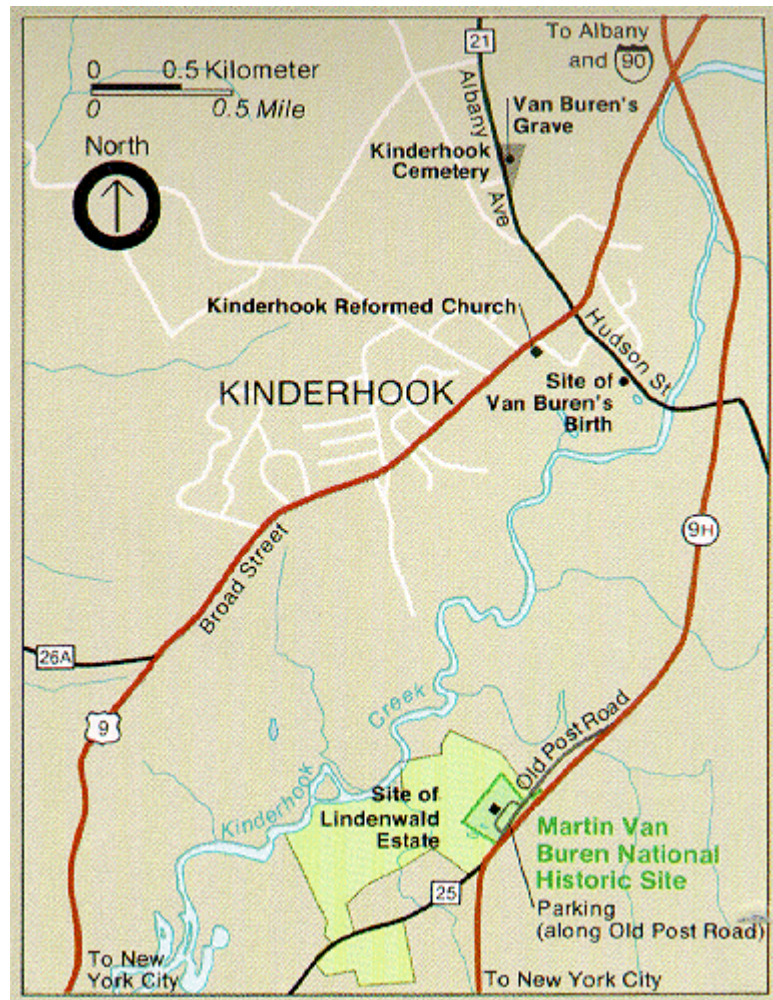 21
To Albany
and 90
0 0.5 Kilometer
0 0.5 Mile
North
Albany
Ave
Van Buren's
Grave
Kinderhook
Cemetery
Kinderhook Reformed Church
Hudson St
KINDERHOOK
Site of
Van Buren's
Birth
9H
Broad Street
26A
9
Kinderhook
Creek
Old Post Road
Site of
Lindenwald
Estate
Martin Van
Buren National
Historic Site
25
Parking
(along Old Post Road)
To New
York City
To New York City